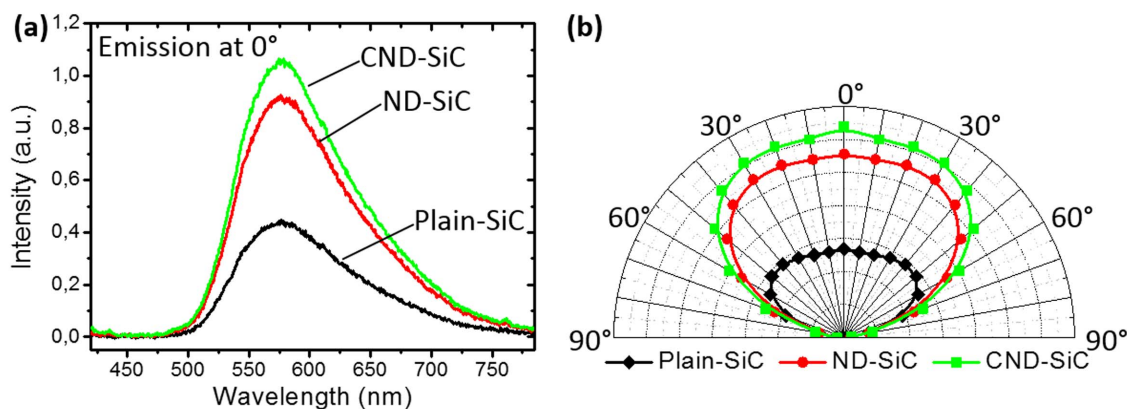 (a)
Emission at 0°
CND-SiC
ND-SiC
Plain-SiC
Intensity (a.u.)
1,2
1,0
0,8
0,6
0,4
0,2
0,0
450 500 550 600 650 700 750
Wavelength (nm)
(b)
0°
30° 30°
60° 60°
90° 90°
Plain-SiC ND-SiC CND-SiC